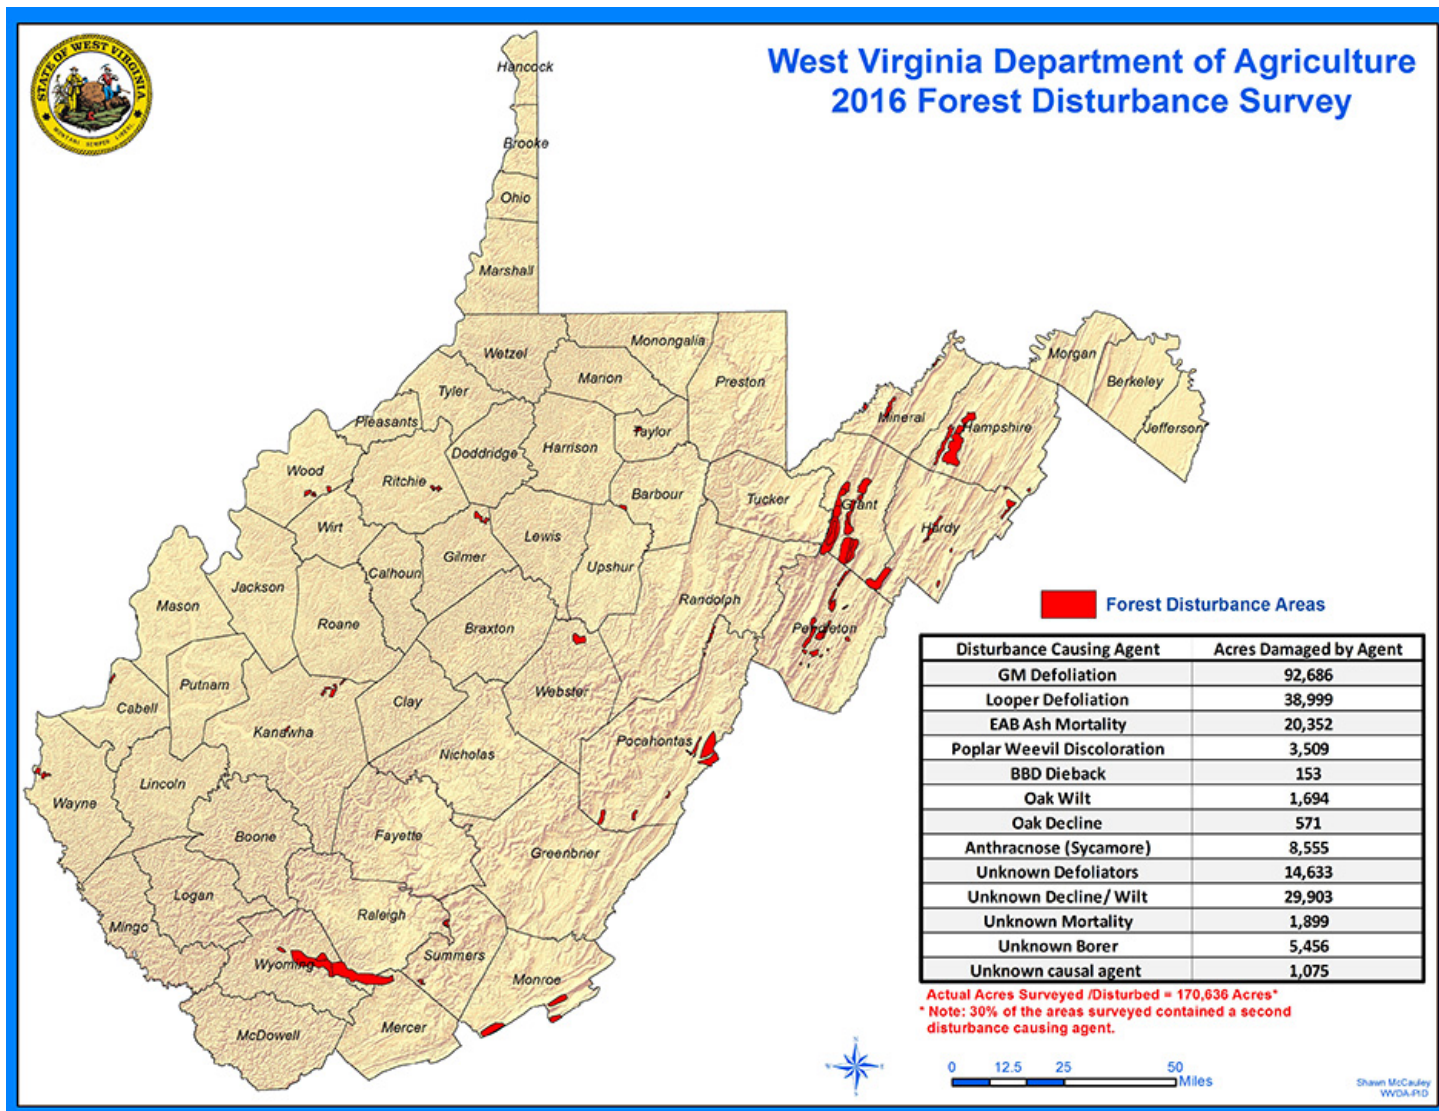 STATE OF WEST VIRGINIA
MONTANI SEMPER LIBERI
West Virginia Department of Agriculture
2016 Forest Disturbance Survey
Hancock
Brooke
Ohio
Marshall
Wetzel
Monongalia
Marion
Preston
Tyler
Pleasants
Doddridge
Harrison
Taylor
Mineral
Hampshire
Morgan
Berkeley
Jefferson
Wood
Ritchie
Barbour
Tucker
Grant
Hardy
Wirt
Lewis
Gilmer
Calhoun
Upshur
Jackson
Mason
Roane
Braxton
Randolph
Pendleton
Putnam
Cabell
Clay
Webster
Kanawha
Nicholas
Pocahontas
Lincoln
Wayne
Boone
Fayette
Greenbrier
Logan
Mingo
Raleigh
Wyoming
Summers
Monroe
McDowell
Mercer
Forest Disturbance Areas
Disturbance Causing Agent Acres Damaged by Agent
GM Defoliation 92,686
Looper Defoliation 38,999
EAB Ash Mortality 20,352
Poplar Weevil Discoloration 3,509
BBD Dieback 153
Oak Wilt 1,694
Oak Decline 571
Anthracnose (Sycamore) 8,555
Unknown Defoliators 14,633
Unknown Decline/ Wilt 29,903
Unknown Mortality 1,899
Unknown Borer 5,456
Unknown causal agent 1,075
Actual Acres Surveyed /Disturbed = 170,636 Acres*
* Note: 30% of the areas surveyed contained a second
disturbance causing agent.
N
W E
S
0 12.5 25 50
Miles
Shawn McCauley
WVDA-PID